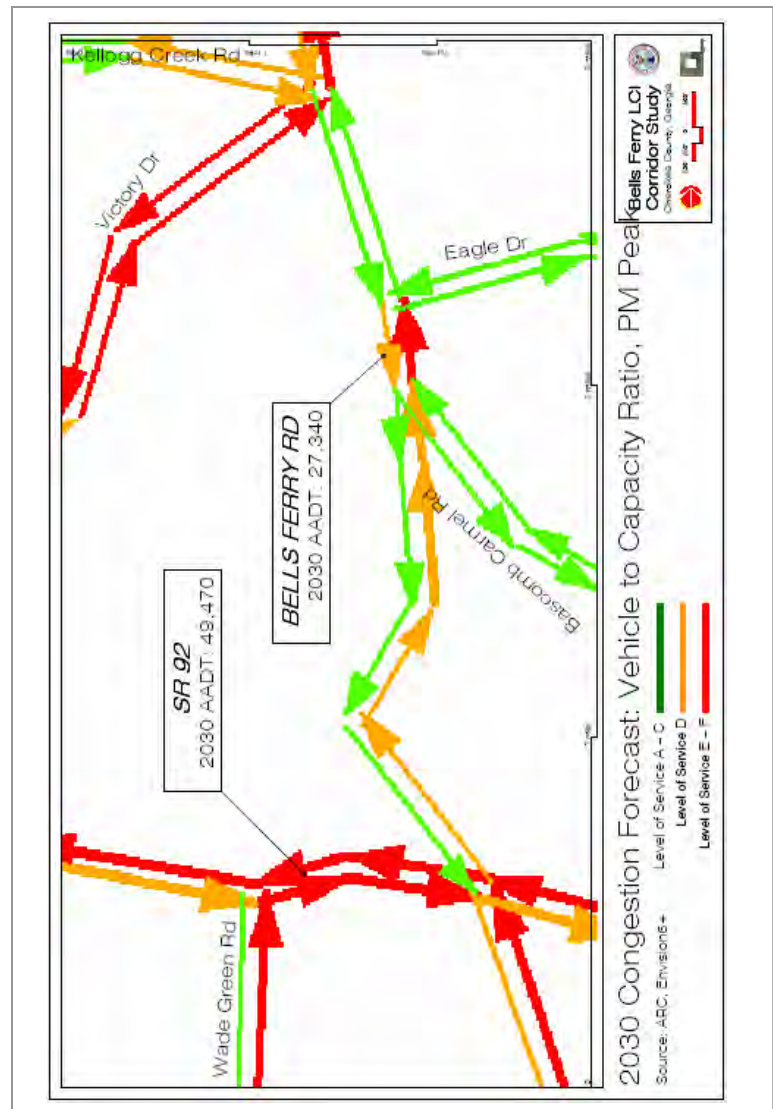 Kellogg Creek Rd
Victory Dr
Eagle Dr
BELLS FERRY RD
2030 AADT: 27.340
Bascomb Carmel Rd
SR 92
2030 AADT: 49.470
Wade Green Rd
2030 Congestion Forecast: Vehicle to Capacity Ratio, PM Peak
Source: ARC, Envision6+
Level of Service A - C
Level of Service D
Level of Service E - F
Bells Ferry LCI
Corridor Study
Cherokee County, Georgia